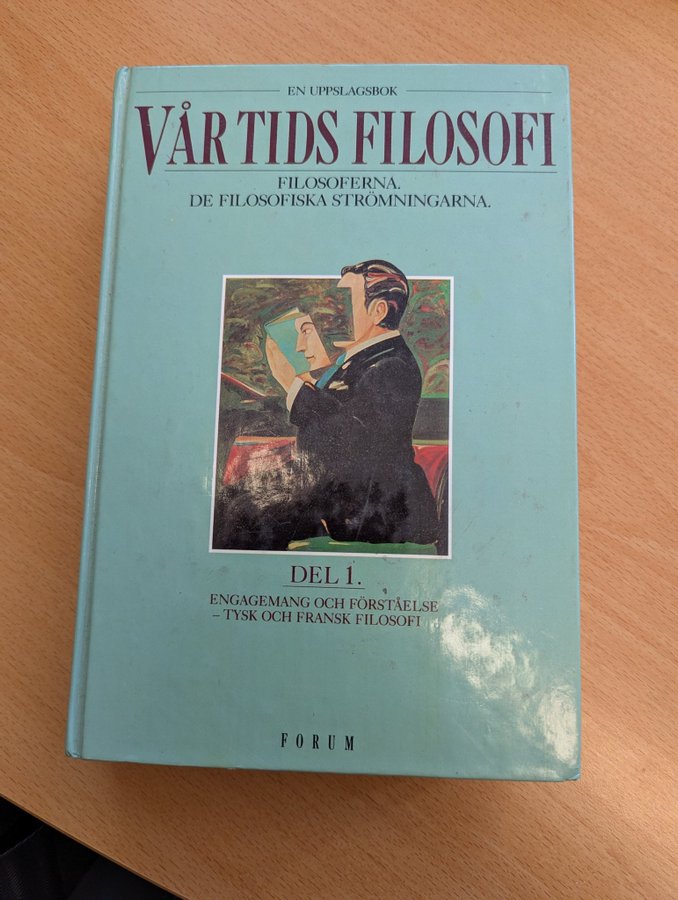 EN UPPSLAGSBOK
VÅR TIDS FILOSOFI
FILOSOFERNA.
DE FILOSOFISKA STRÖMNINGARNA.
DEL 1.
ENGAGEMANG OCH FÖRSTÅELSE
– TYSK OCH FRANSK FILOSOFI
FORUM